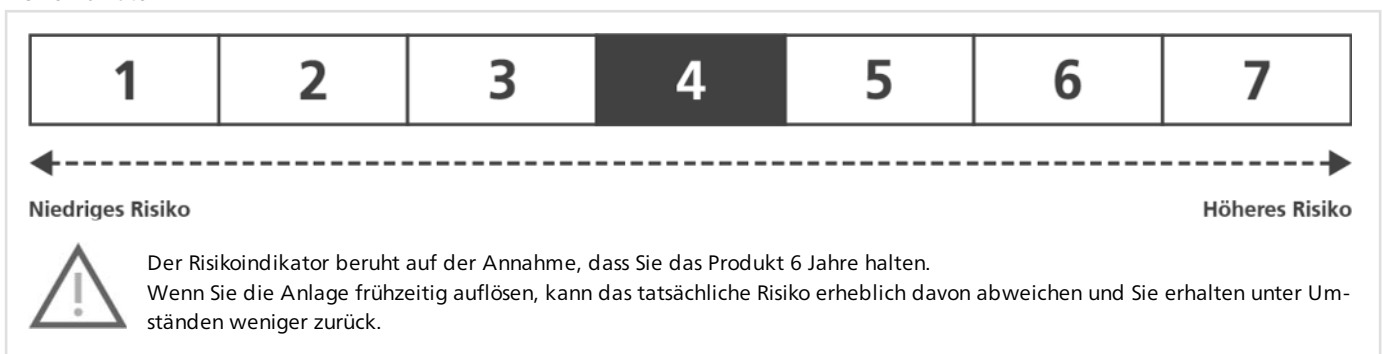 1 2 3 4 5 6 7
Niedriges Risiko Höheres Risiko
Der Risikoindikator beruht auf der Annahme, dass Sie das Produkt 6 Jahre halten.
Wenn Sie die Anlage frühzeitig auflösen, kann das tatsächliche Risiko erheblich davon abweichen und Sie erhalten unter Um-
ständen weniger zurück.